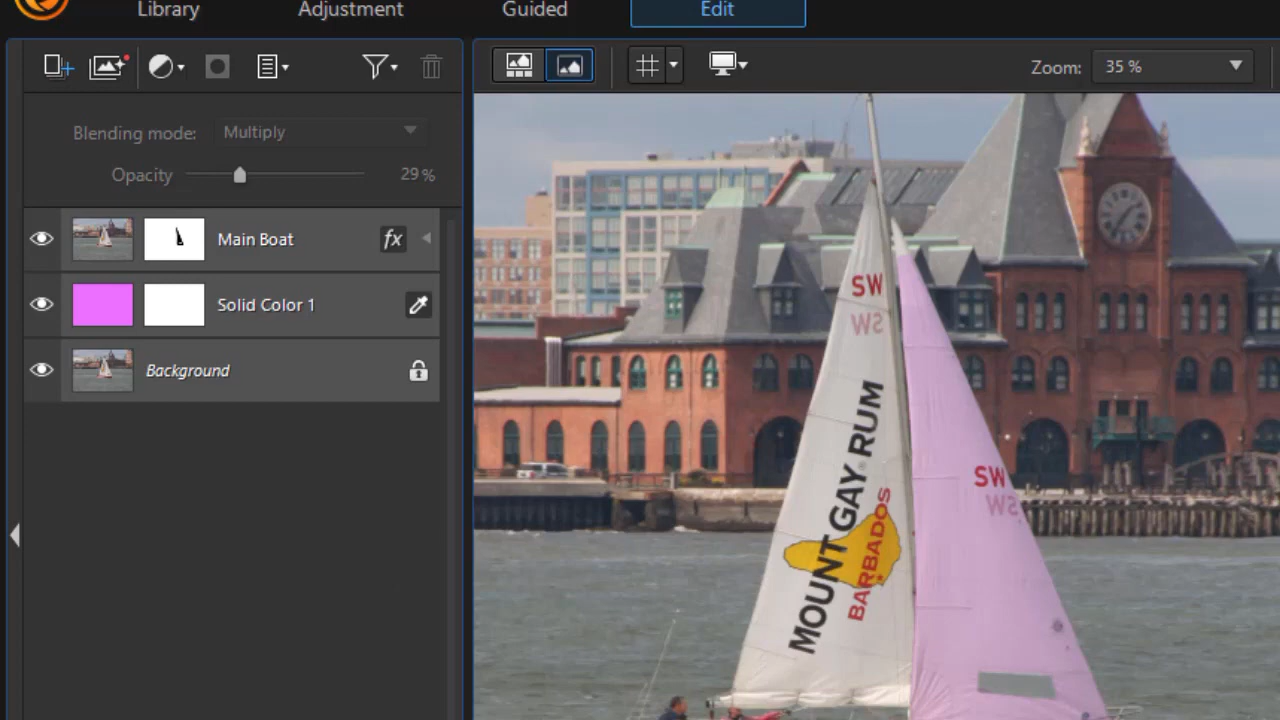 Library
Adjustment
Guided
Edit
Zoom:
35 %
Blending mode:
Multiply
Opacity
29 %
Main Boat
fx
Solid Color 1
Background
SW
SW
MOUNT GAY RUM
BARBADOS
SW
SW